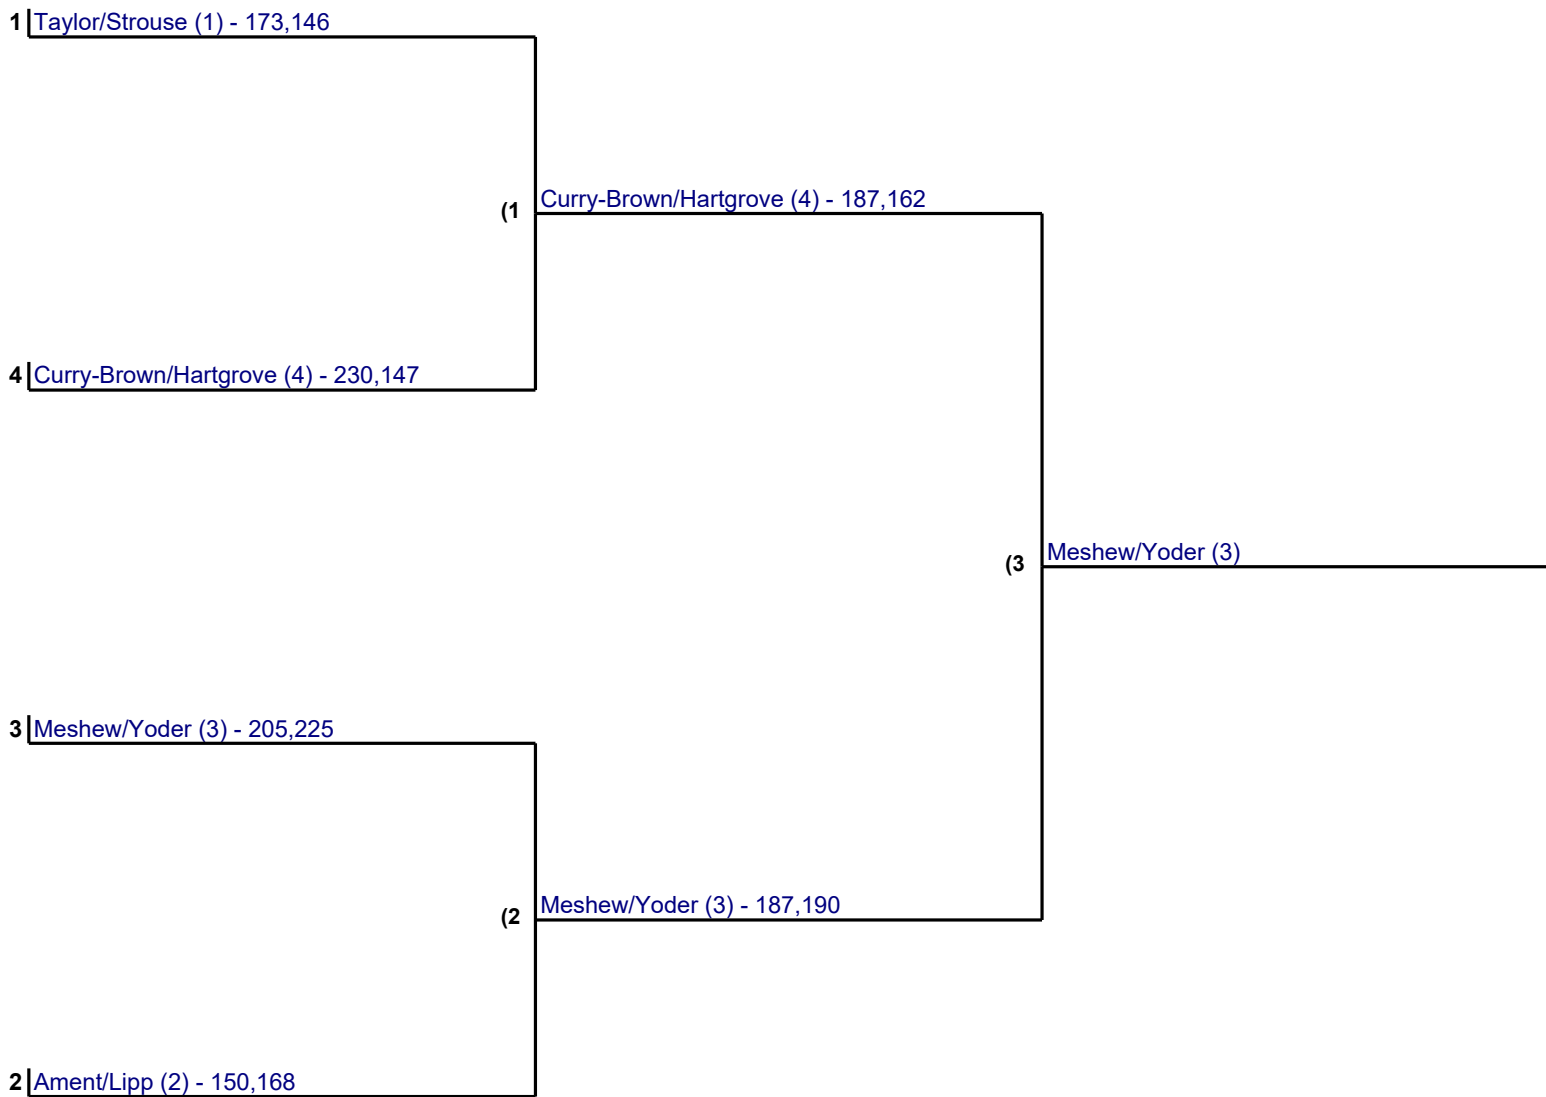 1 Taylor/Strouse (1) - 173,146
(1 Curry-Brown/Hartgrove (4) - 187,162
4 Curry-Brown/Hartgrove (4) - 230,147
(3 Meshew/Yoder (3)
3 Meshew/Yoder (3) - 205,225
(2 Meshew/Yoder (3) - 187,190
2 Ament/Lipp (2) - 150,168